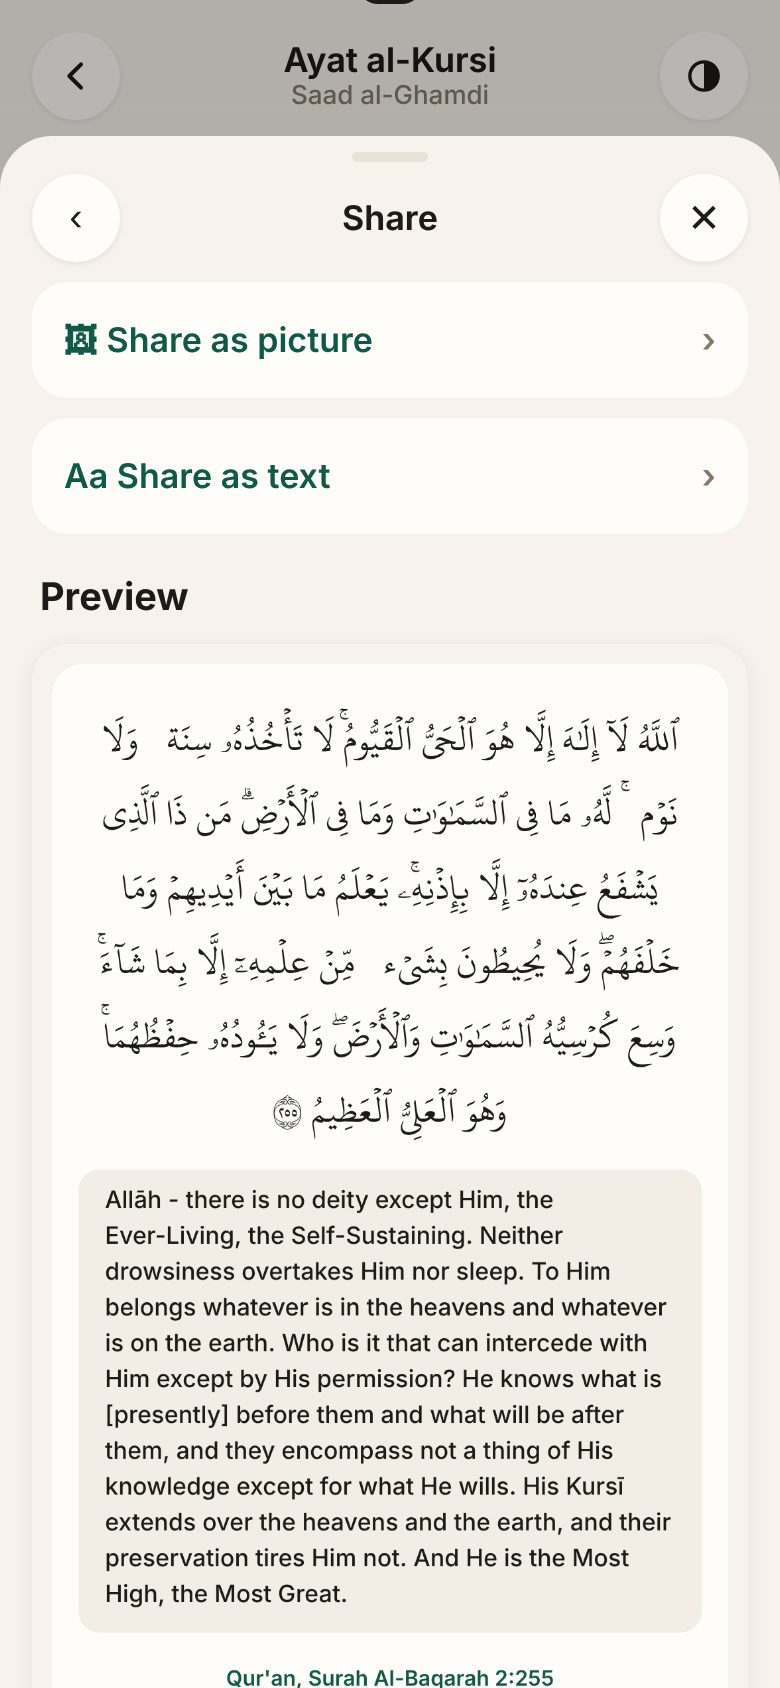 Ayat al-Kursi
Saad al-Ghamdi
Share
Share as picture
Aa Share as text
Preview
ٱللَّهُ لَآ إِلَـٰهَ إِلَّا هُوَ ٱلْحَىُّ ٱلْقَيُّومُ ۚ لَا تَأْخُذُهُۥ سِنَة وَلَا
نَوْم ۚ لَّهُۥ مَا فِى ٱلسَّمَـٰوَٰتِ وَمَا فِى ٱلْأَرْضِ ۗ مَن ذَا ٱلَّذِى
يَشْفَعُ عِندَهُۥٓ إِلَّا بِإِذْنِهِۦ ۚ يَعْلَمُ مَا بَيْنَ أَيْدِيهِمْ وَمَا
خَلْفَهُمْ ۖ وَلَا يُحِيطُونَ بِشَىْء مِّنْ عِلْمِهِۦٓ إِلَّا بِمَا شَآءَ ۚ
وَسِعَ كُرْسِيُّهُ ٱلسَّمَـٰوَٰتِ وَٱلْأَرْضَ ۖ وَلَا يَـُٔودُهُۥ حِفْظُهُمَا ۚ
وَهُوَ ٱلْعَلِىُّ ٱلْعَظِيمُ ٢٥٥
Allāh - there is no deity except Him, the
Ever-Living, the Self-Sustaining. Neither
drowsiness overtakes Him nor sleep. To Him
belongs whatever is in the heavens and whatever
is on the earth. Who is it that can intercede with
Him except by His permission? He knows what is
[presently] before them and what will be after
them, and they encompass not a thing of His
knowledge except for what He wills. His Kursī
extends over the heavens and the earth, and their
preservation tires Him not. And He is the Most
High, the Most Great.
Qur'an, Surah Al-Baqarah 2:255